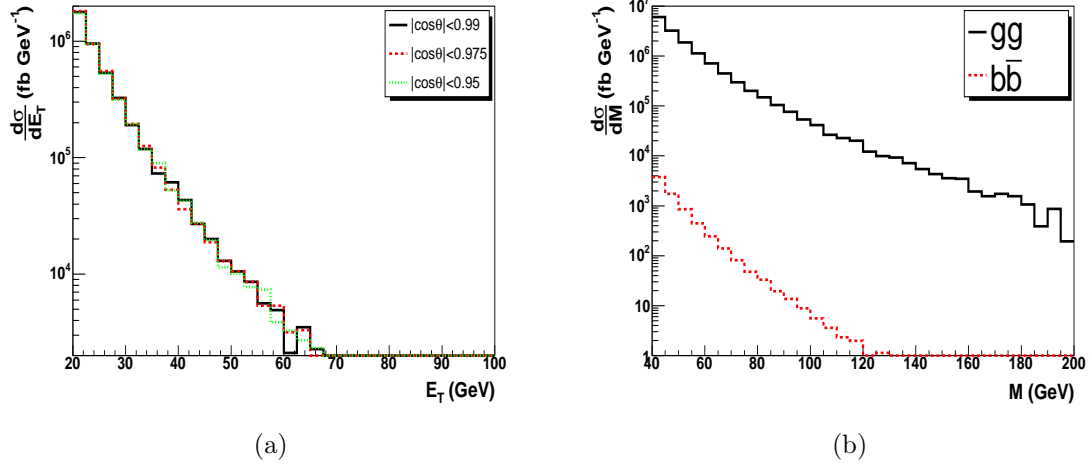 dσ/dE_T (fb GeV⁻¹)
10⁶
10⁵
10⁴
|cosθ|<0.99
|cosθ|<0.975
|cosθ|<0.95
20 30 40 50 60 70 80 90 100
E_T (GeV)
(a)
dσ/dM (fb GeV⁻¹)
10⁷
10⁶
10⁵
10⁴
10³
10²
10
1
gg
bb̅
40 60 80 100 120 140 160 180 200
M (GeV)
(b)